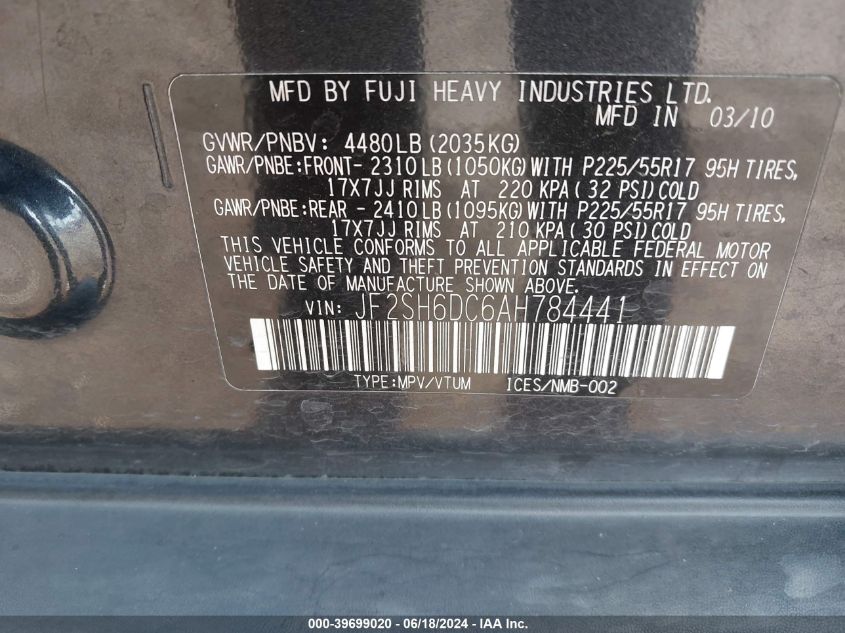 MFD BY FUJI HEAVY INDUSTRIES LTD.
MFD IN 03/10
GVWR/PNBV: 4480LB (2035KG)
GAWR/PNBE:FRONT- 2310LB(1050KG)WITH P225/55R17 95H TIRES,
17X7JJ RIMS AT 220 KPA ( 32 PSI) COLD
GAWR/PNBE:REAR - 2410LB(1095KG)WITH P225/55R17 95H TIRES,
17X7JJ RIMS AT 210 KPA ( 30 PSI) COLD
THIS VEHICLE CONFORMS TO ALL APPLICABLE FEDERAL MOTOR
VEHICLE SAFETY AND THEFT PREVENTION STANDARDS IN EFFECT ON
THE DATE OF MANUFACTURE SHOWN ABOVE.
VIN: JF2SH6DC6AH784441
TYPE:MPV/VTUM ICES/NMB-002
000-39699020 - 06/18/2024 - IAA Inc.